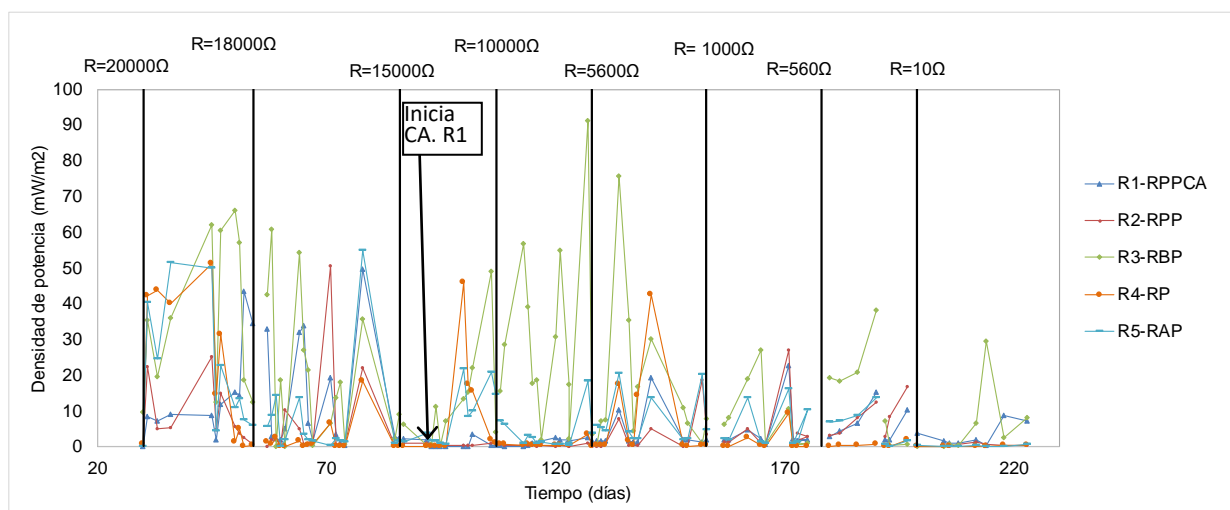 R=20000Ω
R=18000Ω
R=15000Ω
R=10000Ω
R=5600Ω
R= 1000Ω
R=560Ω
R=10Ω
Inicia
CA. R1
Densidad de potencia (mW/m2)
100
90
80
70
60
50
40
30
20
10
0
20
70
120
170
220
Tiempo (días)
R1-RPPCA
R2-RPP
R3-RBP
R4-RP
R5-RAP